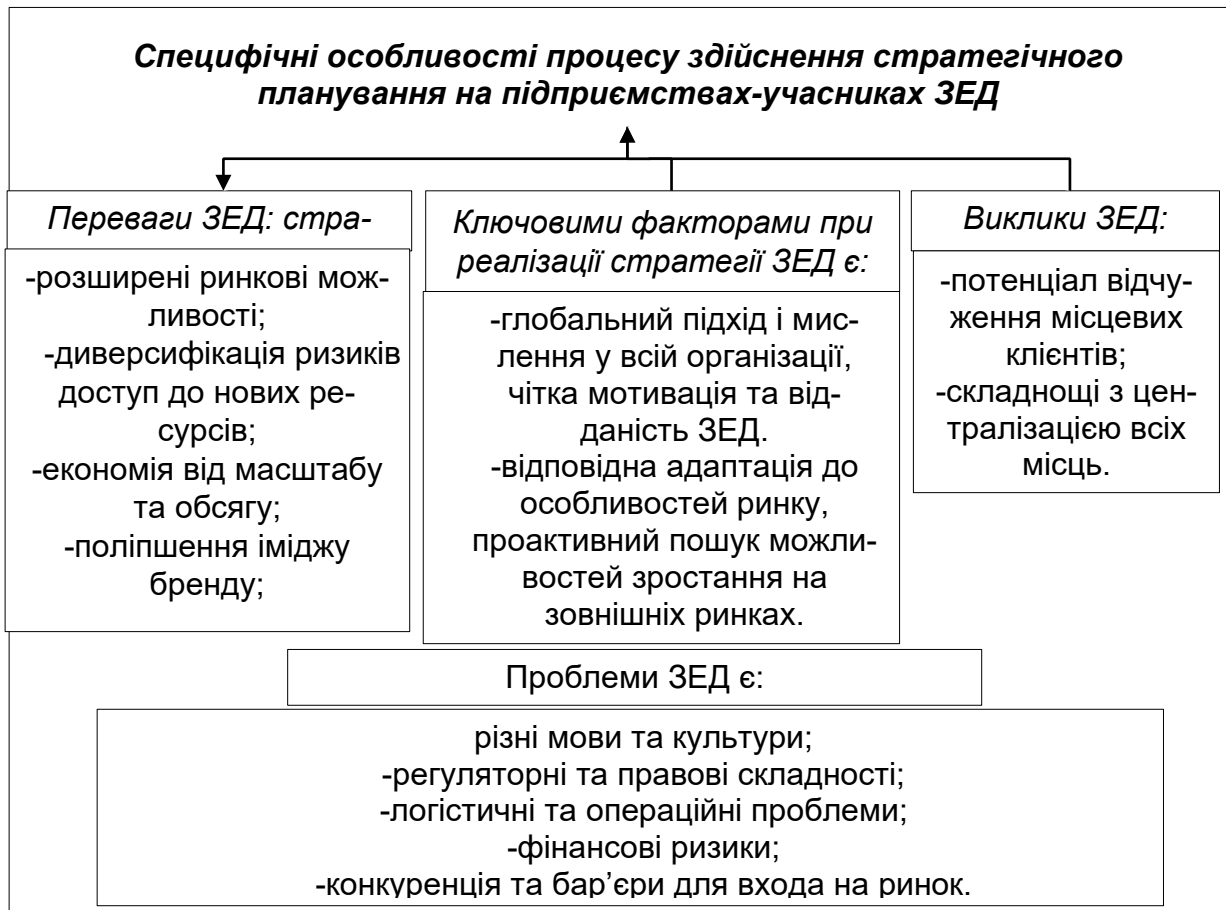 Специфічні особливості процесу здійснення стратегічного
планування на підприємствах-учасниках ЗЕД
Переваги ЗЕД: стра-
-розширені ринкові мож-
ливості;
-диверсифікація ризиків
доступ до нових ре-
сурсів;
-економія від масштабу
та обсягу;
-поліпшення іміджу
бренду;
Ключовими факторами при
реалізації стратегії ЗЕД є:
-глобальний підхід і мис-
лення у всій організації,
чітка мотивація та від-
даність ЗЕД.
-відповідна адаптація до
особливостей ринку,
проактивний пошук можли-
востей зростання на
зовнішніх ринках.
Виклики ЗЕД:
-потенціал відчу-
ження місцевих
клієнтів;
-складнощі з цен-
тралізацією всіх
місць.
Проблеми ЗЕД є:
різні мови та культури;
-регуляторні та правові складності;
-логістичні та операційні проблеми;
-фінансові ризики;
-конкуренція та бар’єри для входа на ринок.